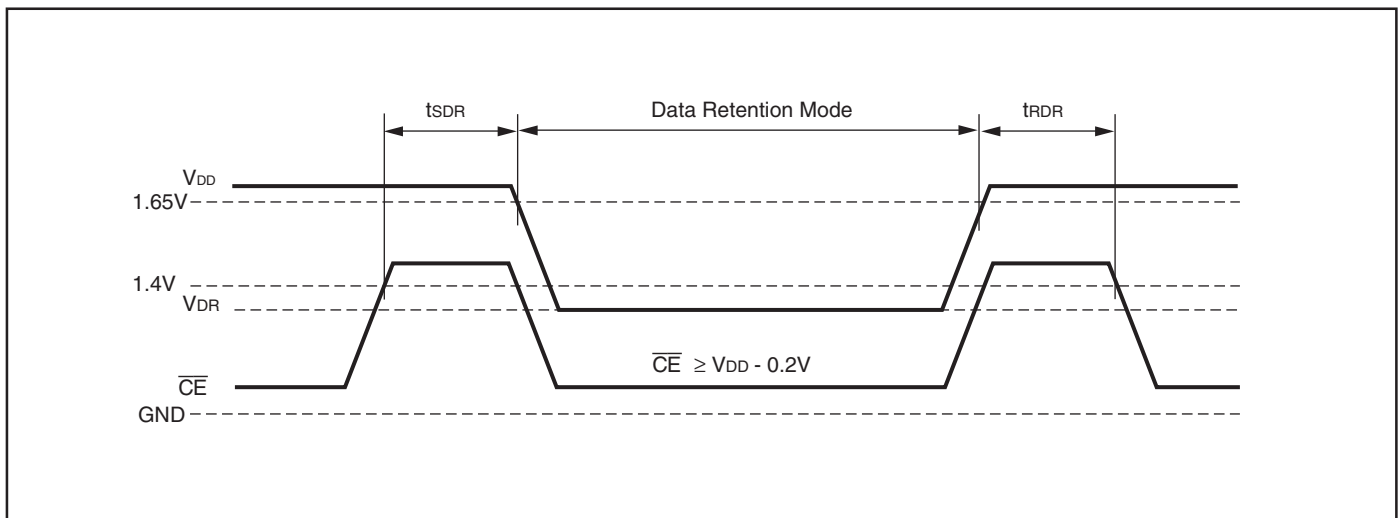 tSDR
Data Retention Mode
tRDR
VDD
1.65V
1.4V
VDR
CE ≥ VDD - 0.2V
CE
GND